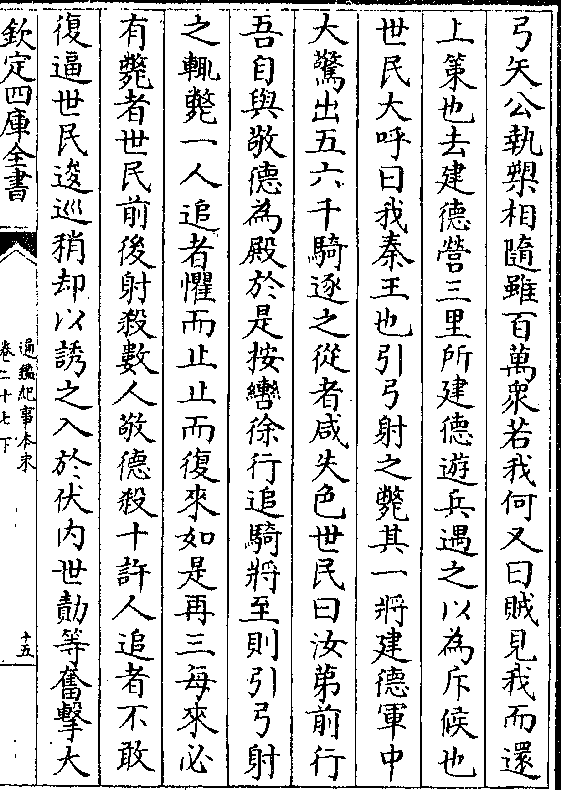 弓矢公執槊相隨雖百萬衆若我何又曰賊見我而還
上策也去建德營三里所建德遊兵遇之以為斥候也
世民大呼曰我秦王也引弓射之斃其一將建德軍中
大驚出五六千騎逐之從者咸失色世民曰汝第前行
吾自與敬德為殿於是按轡徐行追騎將至則引弓射
之輒斃一人追者懼而止止而復來如是再三每來必
有斃者世民前後射殺數人敬德殺十許人追者不敢
復逼世民逡巡稍却以誘之入於伏内世勣等奮擊大
欽定四庫全書
通鑑紀事本末
卷二十七下
十五